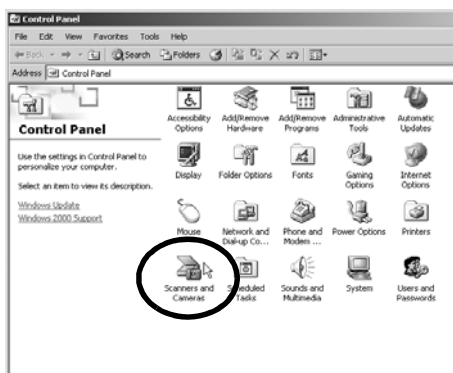 Control Panel
File Edit View Favorites Tools Help
Back Search Folders
Address Control Panel
Control Panel
Use the settings in Control Panel to
personalize your computer.
Select an item to view its description.
Windows Update
Windows 2000 Support
Accessibility Options
Add/Remove Hardware
Add/Remove Programs
Administrative Tools
Automatic Updates
Display
Folder Options
Fonts
Gaming Options
Internet Options
Mouse
Network and Dial-up Co...
Phone and Modem ...
Power Options
Printers
Scanners and Cameras
Scheduled Tasks
Sounds and Multimedia
System
Users and Passwords